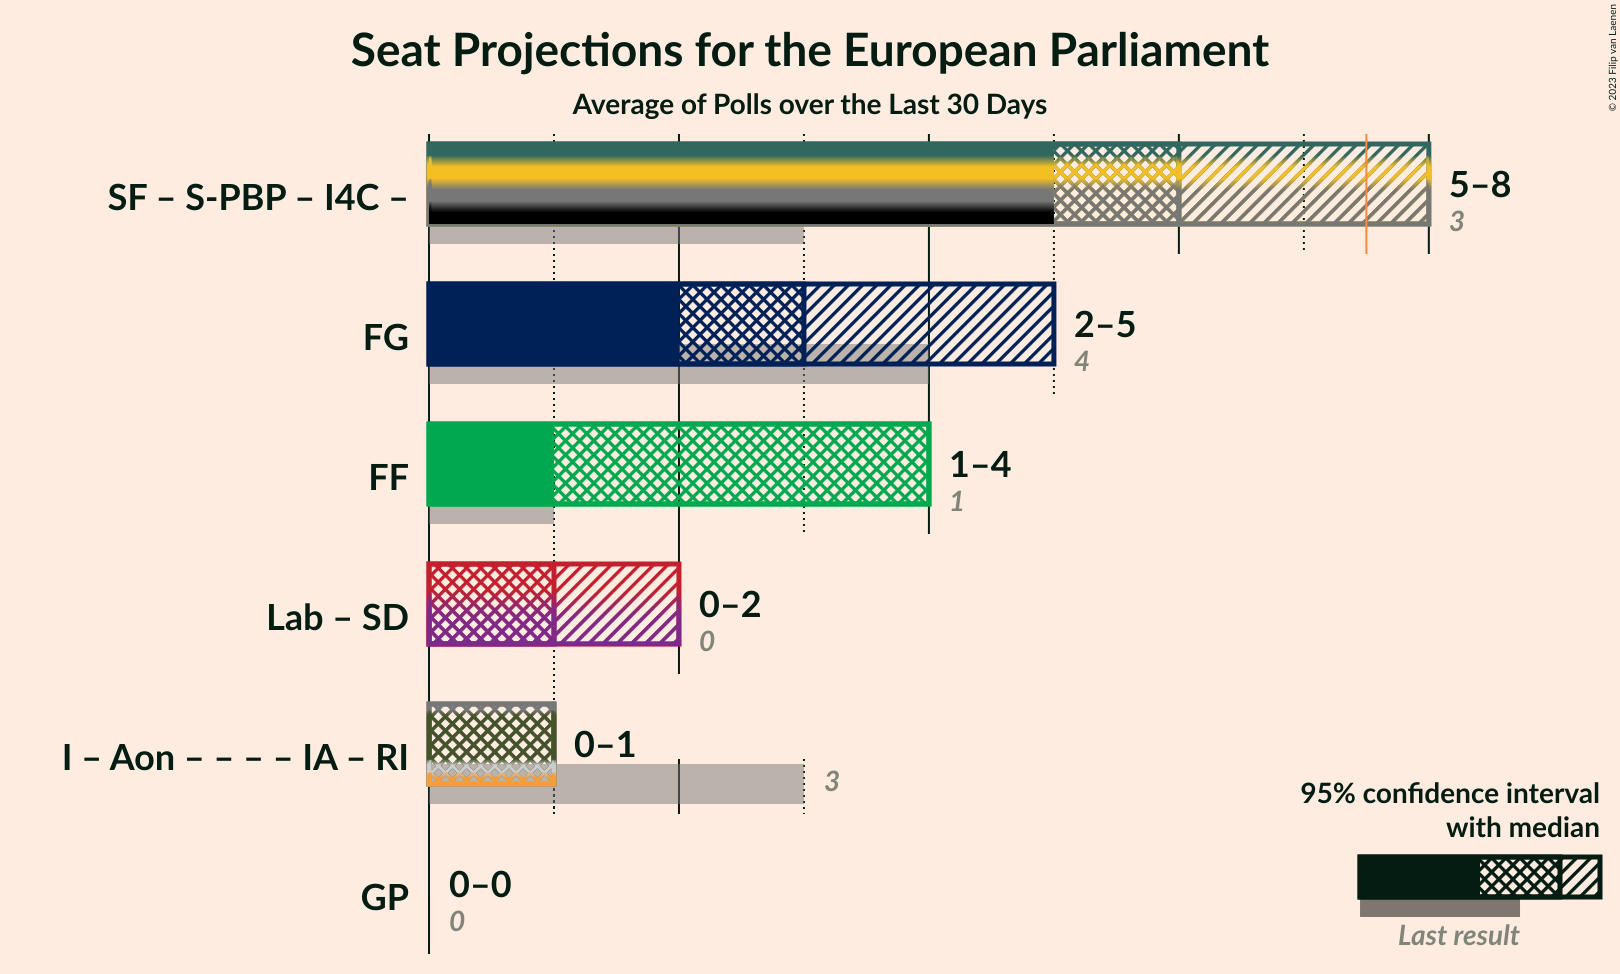 Seat Projections for the European Parliament
Average of Polls over the Last 30 Days
© 2023 Filip van Laenen
SF – S-PBP – I4C –
5–8
3
FG
2–5
4
FF
1–4
1
Lab – SD
0–2
0
I – Aon – – – – IA – RI
0–1
3
GP
0–0
0
95% confidence interval
with median
Last result